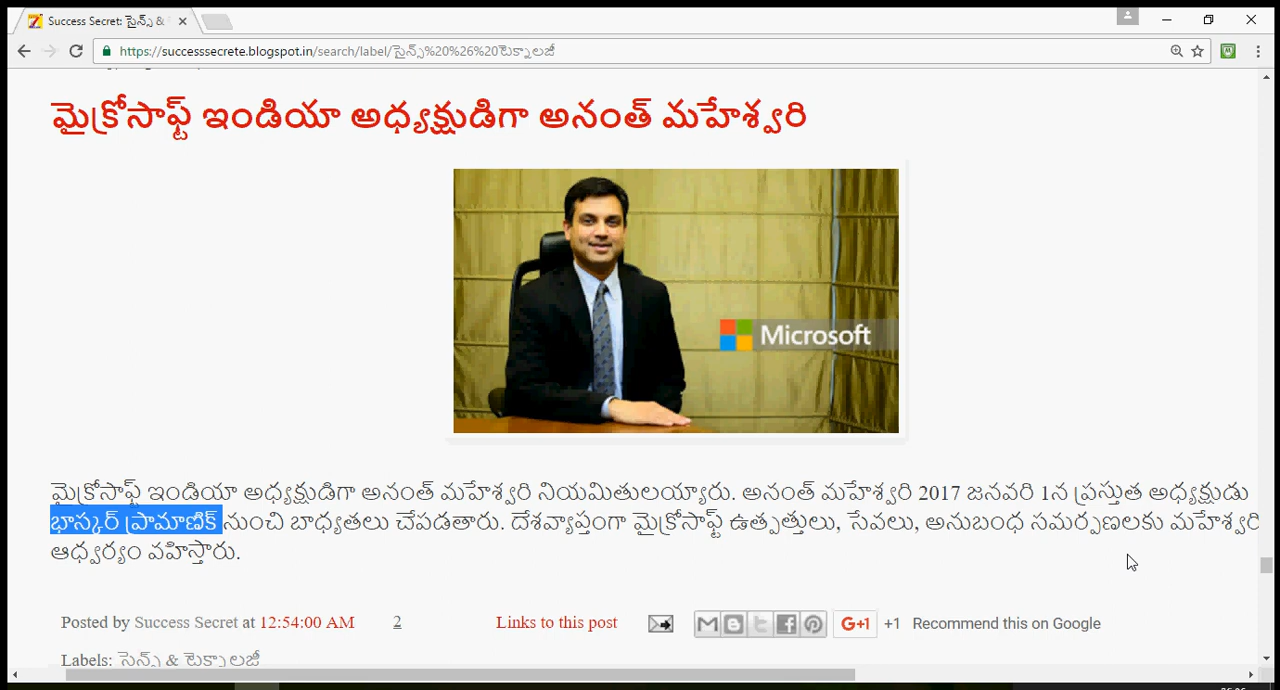 Success Secret: సైన్స్ &
https://successsecrete.blogspot.in/search/label/సైన్స్%20%26%20టెక్నాలజీ
మైక్రోసాఫ్ట్ ఇండియా అధ్యక్షుడిగా అనంత్ మహేశ్వరి
Microsoft
మైక్రోసాఫ్ట్ ఇండియా అధ్యక్షుడిగా అనంత్ మహేశ్వరి నియమితులయ్యారు. అనంత్ మహేశ్వరి 2017 జనవరి 1న ప్రస్తుత అధ్యక్షుడు
భాస్కర్ ప్రామాణిక్ నుంచి బాధ్యతలు చేపడతారు. దేశవ్యాప్తంగా మైక్రోసాఫ్ట్ ఉత్పత్తులు, సేవలు, అనుబంధ సమర్పణలకు మహేశ్వరి
ఆధ్వర్యం వహిస్తారు.
Posted by Success Secret at 12:54:00 AM 2 Links to this post G+1 +1 Recommend this on Google
Labels: సైన్స్ & టెక్నాలజీ